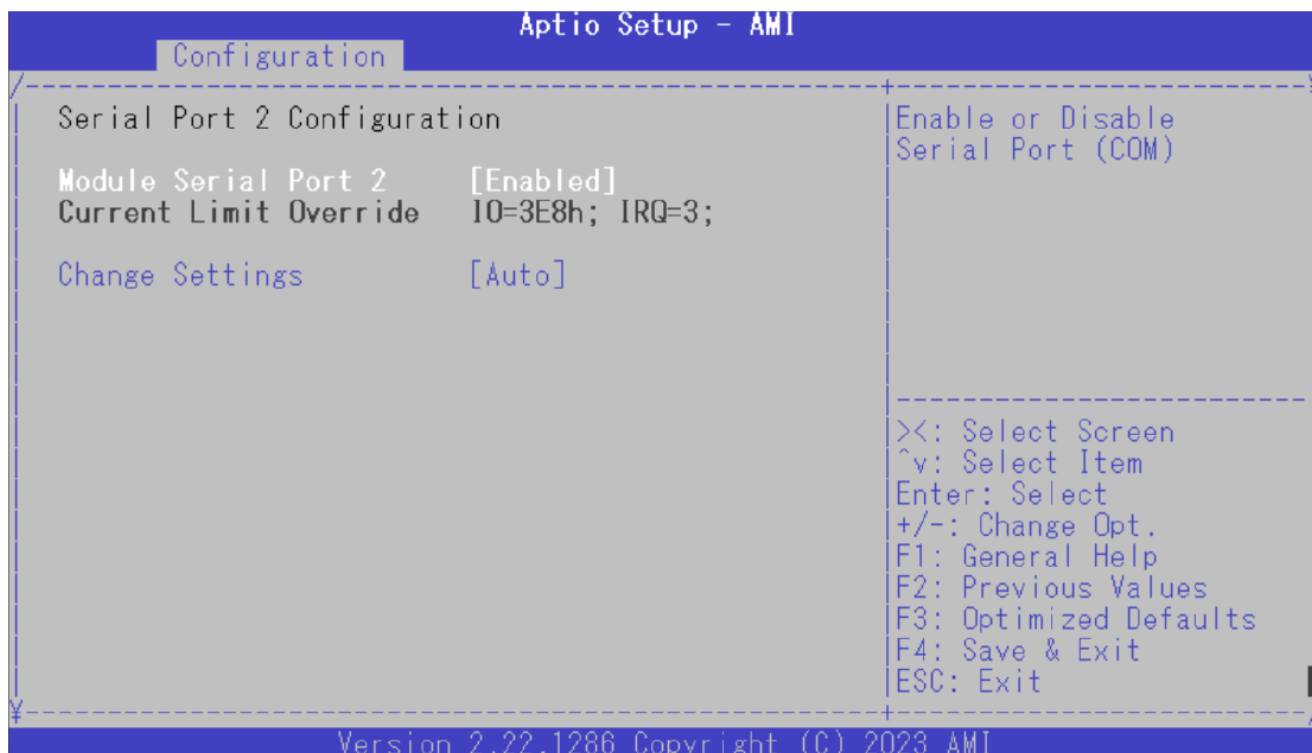 Aptio Setup - AMI
Configuration
Serial Port 2 Configuration
Module Serial Port 2 [Enabled]
Current Limit Override IO=3E8h; IRQ=3;
Change Settings [Auto]
Enable or Disable
Serial Port (COM)
><: Select Screen
^v: Select Item
Enter: Select
+/-: Change Opt.
F1: General Help
F2: Previous Values
F3: Optimized Defaults
F4: Save & Exit
ESC: Exit
Version 2.22.1286 Copyright (C) 2023 AMI